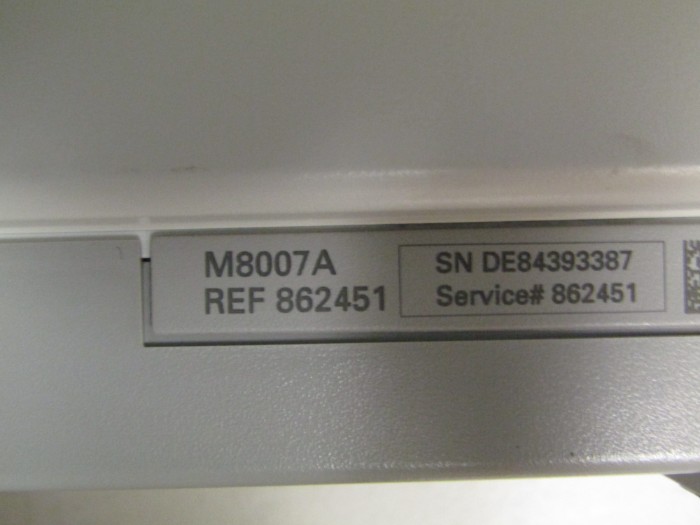 M8007A
REF 862451
SN DE84393387
Service# 862451